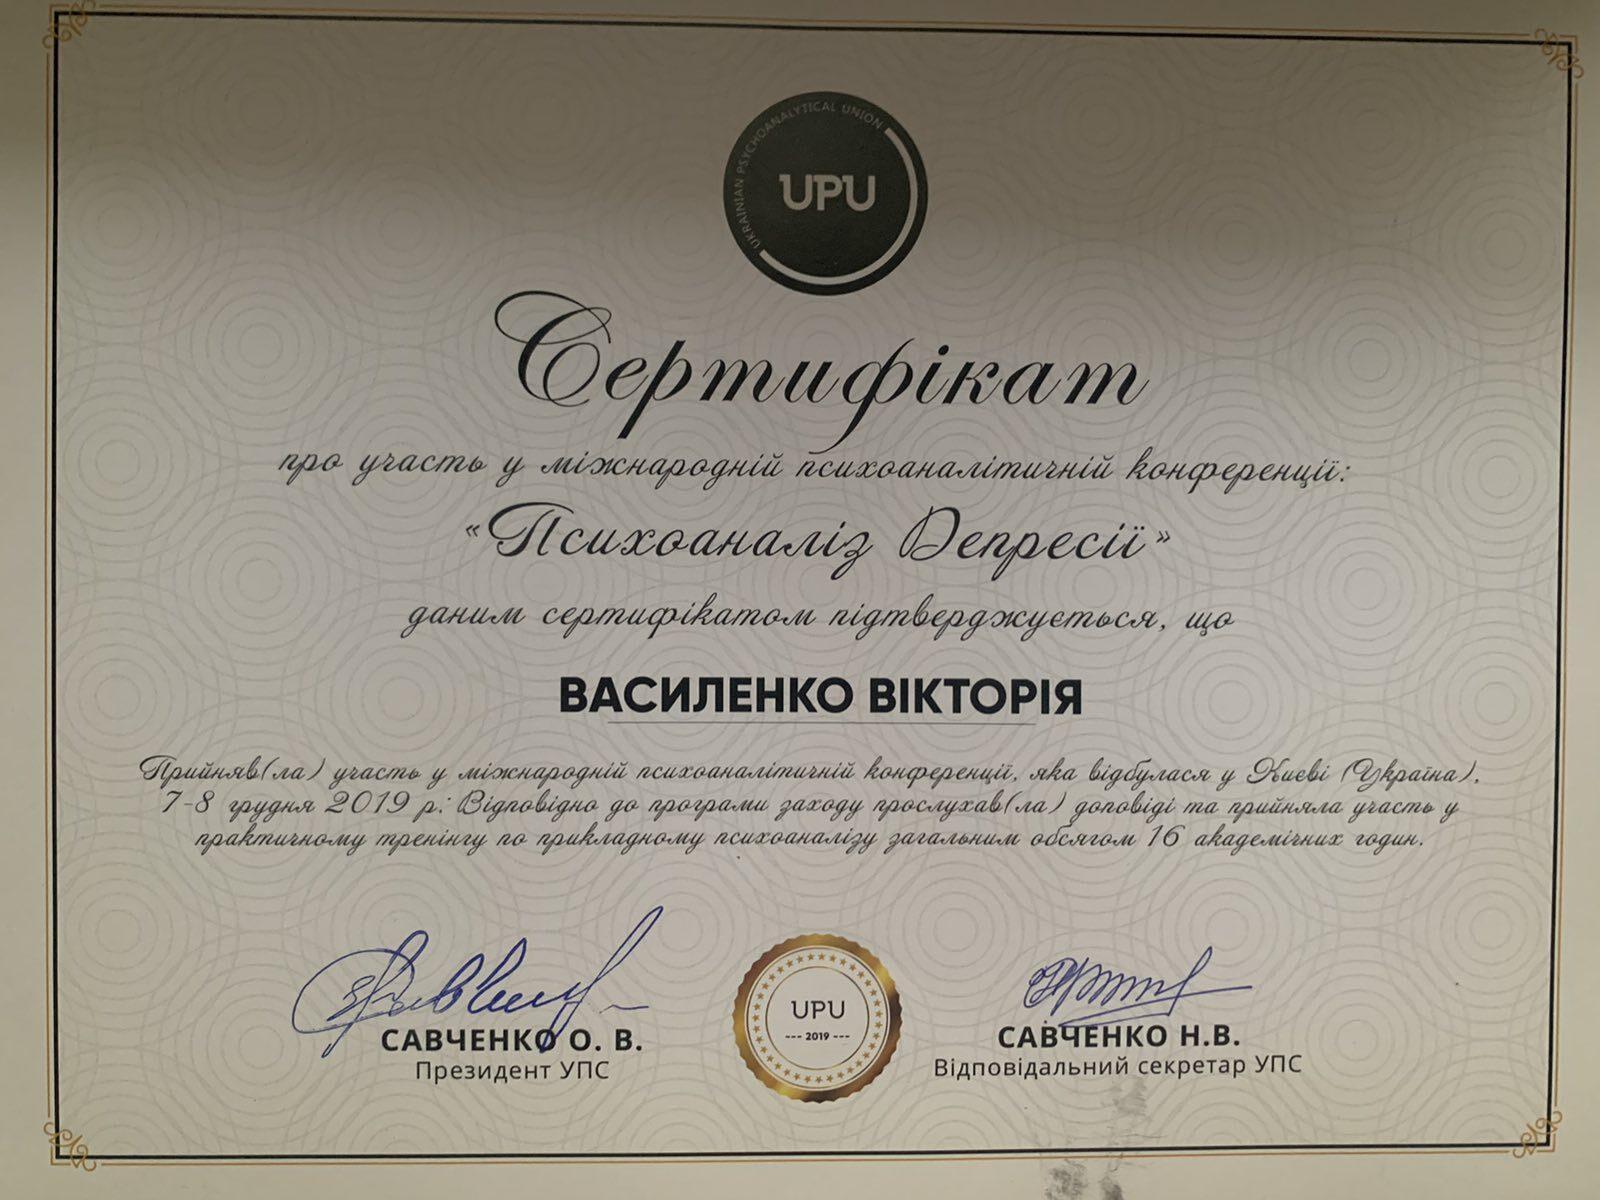 UKRAINIAN PSYCHOANALYTICAL UNION
UPU
Сертифікат
про участь у міжнародній психоаналітичній конференції:
«Психоаналіз Депресії»
даним сертифікатом підтверджується, що
ВАСИЛЕНКО ВІКТОРІЯ
Прийняв(ла) участь у міжнародній психоаналітичній конференції, яка відбулася у Києві (Україна),
7-8 грудня 2019 р; Відповідно до програми заходу прослухав(ла) доповіді та прийняла участь у
практичному тренінгу по прикладному психоаналізу загальним обсягом 16 академічних годин.
САВЧЕНКО О. В.
Президент УПС
UPU
--- 2019 ---
САВЧЕНКО Н.В.
Відповідальний секретар УПС